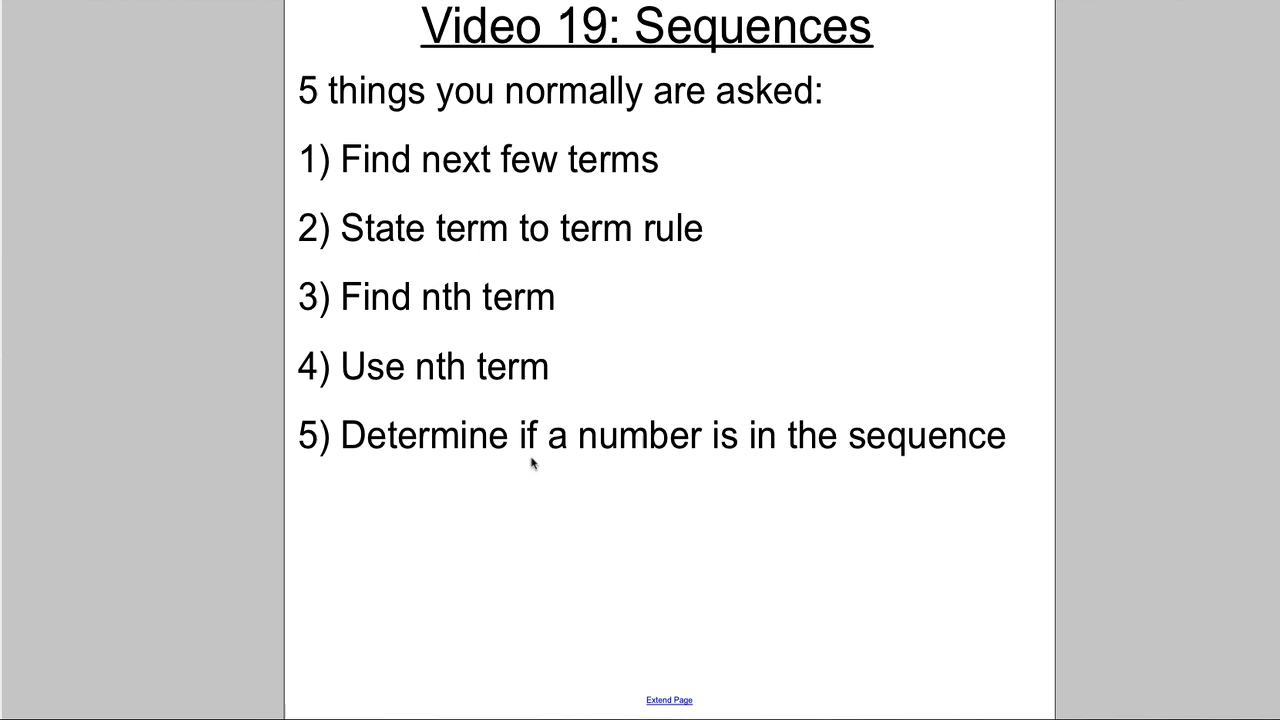 Video 19: Sequences
5 things you normally are asked:
1) Find next few terms
2) State term to term rule
3) Find nth term
4) Use nth term
5) Determine if a number is in the sequence
Extend Page